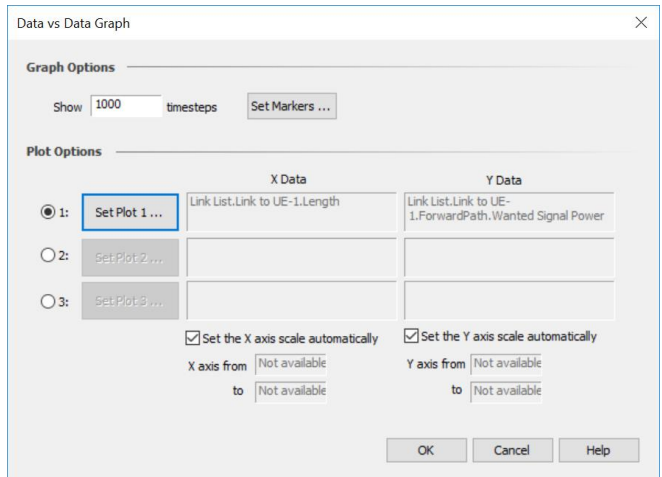 Data vs Data Graph
Graph Options
Show 1000 timesteps Set Markers ...
Plot Options
X Data Y Data
1: Set Plot 1 ... Link List.Link to UE-1.Length Link List.Link to UE-
1.ForwardPath.Wanted Signal Power
2: Set Plot 2 ...
3: Set Plot 3 ...
Set the X axis scale automatically Set the Y axis scale automatically
X axis from Not available Y axis from Not available
to Not available to Not available
OK Cancel Help